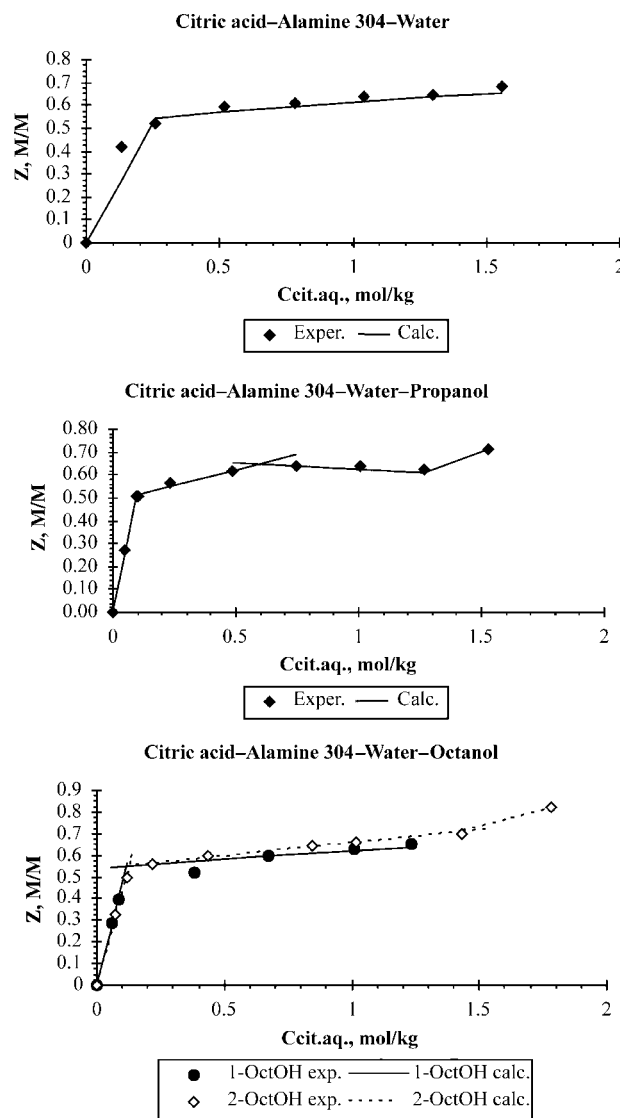 Citric acid–Alamine 304–Water
0.8
0.7
0.6
0.5
0.4
0.3
0.2
0.1
0
Z, M/M
0 0.5 1 1.5 2
Ccit.aq., mol/kg
Exper. Calc.
Citric acid–Alamine 304–Water–Propanol
0.80
0.70
0.60
0.50
0.40
0.30
0.20
0.10
0.00
Z, M/M
0 0.5 1 1.5 2
Ccit.aq., mol/kg
Exper. Calc.
Citric acid–Alamine 304–Water–Octanol
0.9
0.8
0.7
0.6
0.5
0.4
0.3
0.2
0.1
0
Z, M/M
0 0.5 1 1.5 2
Ccit.aq., mol/kg
1-OctOH exp. 1-OctOH calc.
2-OctOH exp. 2-OctOH calc.